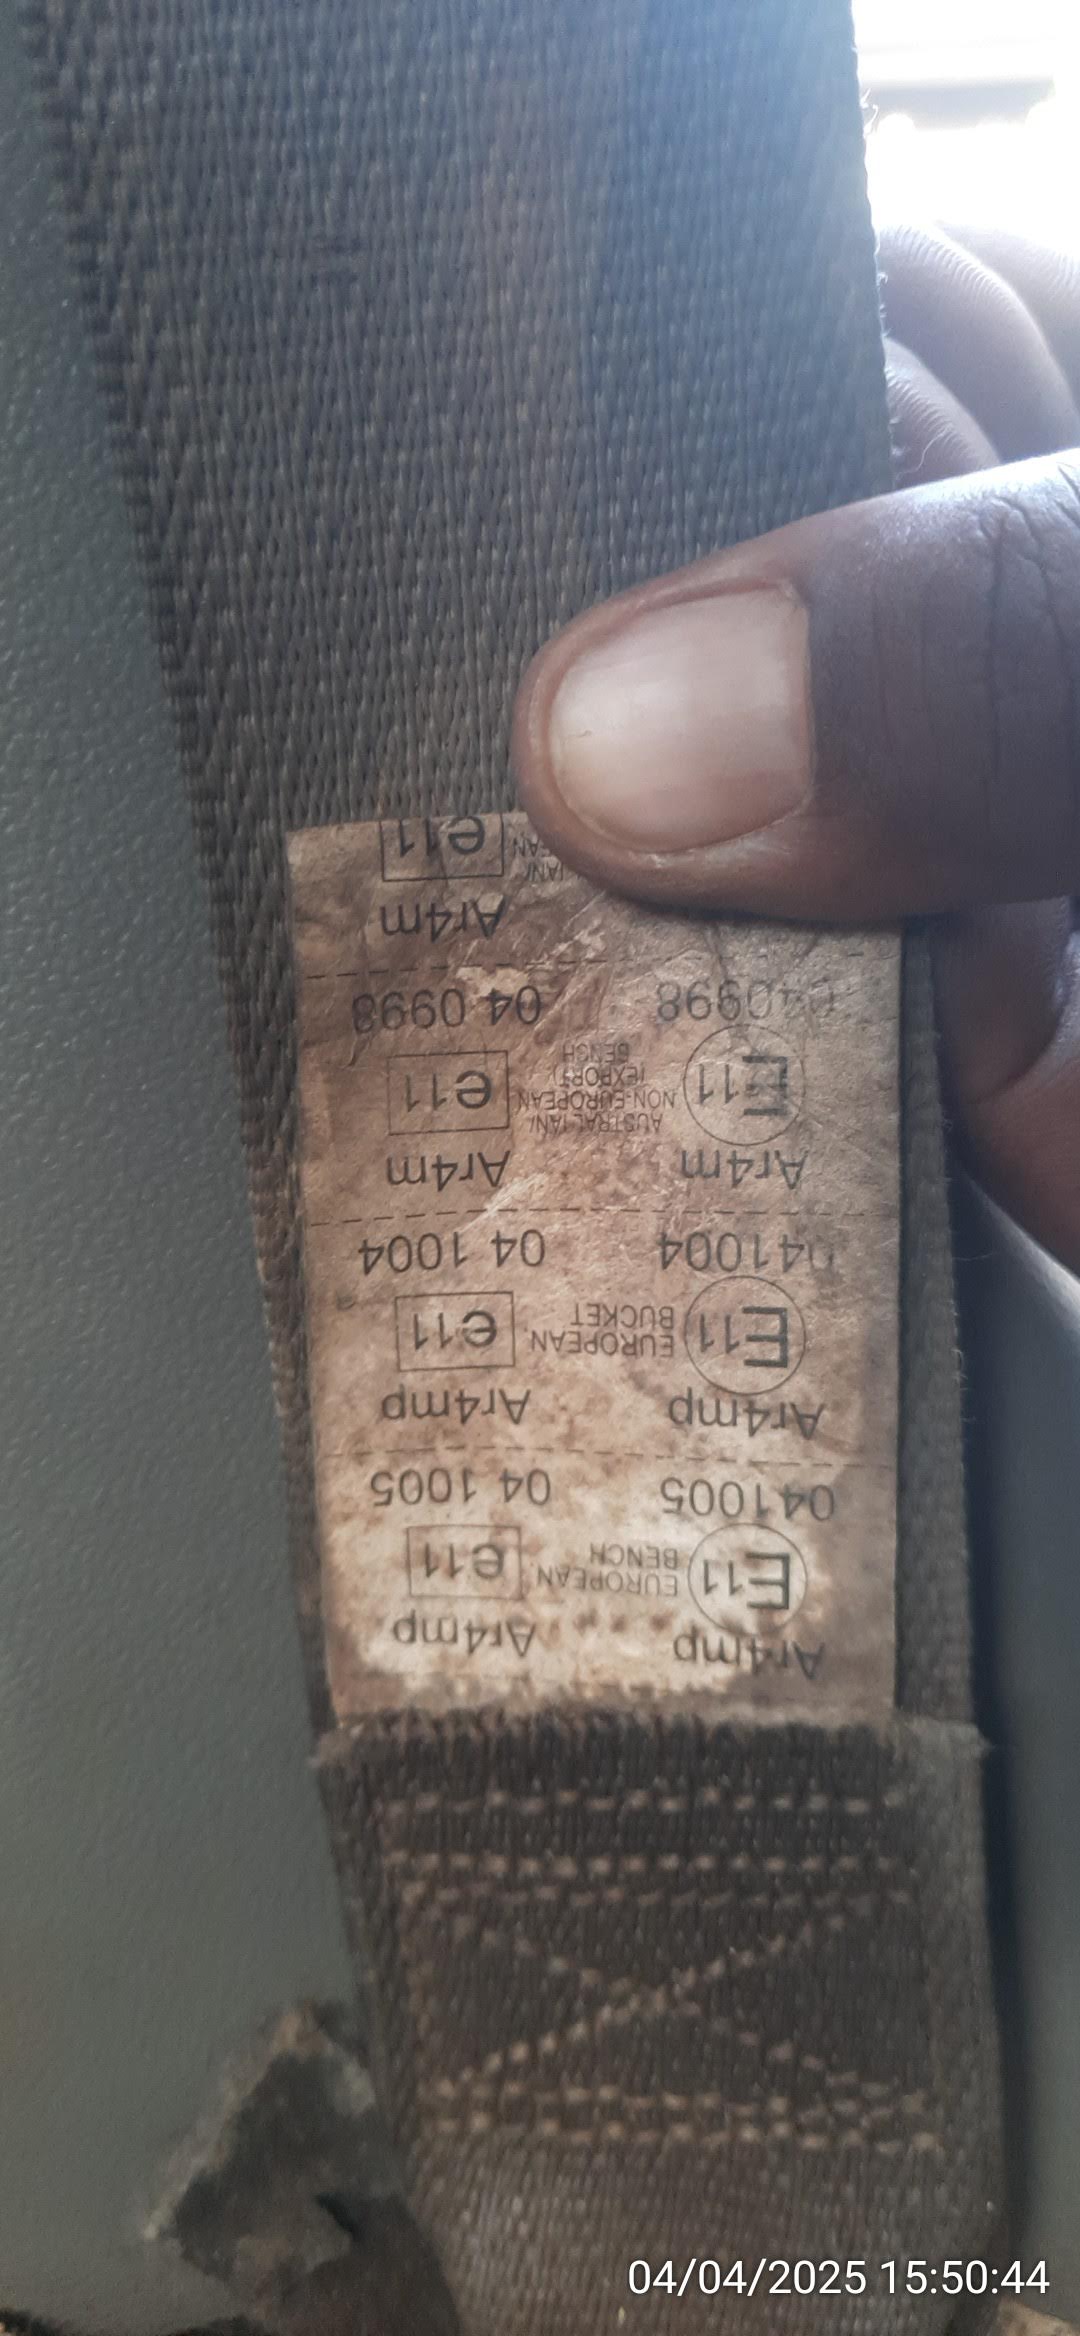 Ar4mp Ar4mp
E11 EUROPEAN BENCH e11
041005 04 1005
Ar4mp Ar4mp
E11 EUROPEAN BUCKET e11
041004 04 1004
Ar4m Ar4m
E11 AUSTRALIAN/ NON-EUROPEAN (EXPORT) BENCH e11
040998 04 0998
Ar4m
e11
04/04/2025 15:50:44